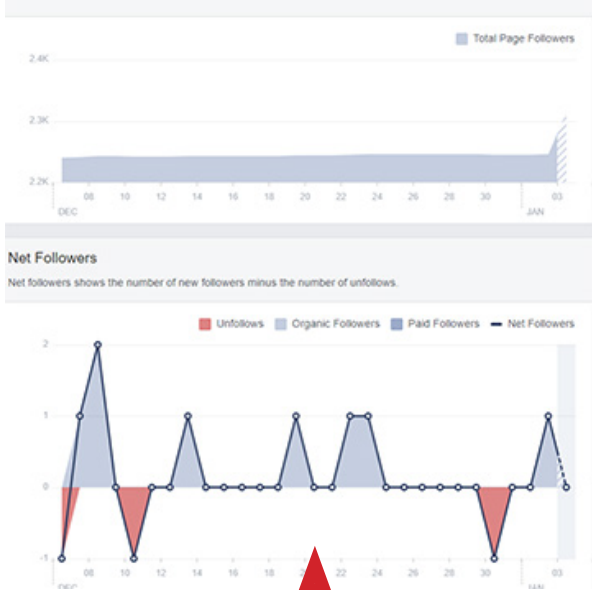 Total Page Followers
2.4K
2.3K
2.2K
08 10 12 14 16 18 20 22 24 26 28 30 03
DEC JAN
Net Followers
Net followers shows the number of new followers minus the number of unfollows.
Unfollows Organic Followers Paid Followers Net Followers
2
1
0
-1
08 10 12 14 16 18 22 24 26 28 30 03
DEC JAN